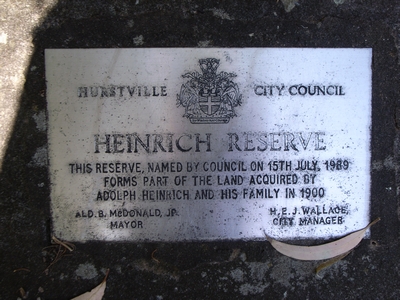 HURSTVILLE CITY COUNCIL
HEINRICH RESERVE
THIS RESERVE, NAMED BY COUNCIL ON 15TH JULY, 1989
FORMS PART OF THE LAND ACQUIRED BY
ADOLPH HEINRICH AND HIS FAMILY IN 1900
ALD. B. McDONALD, JP. H.E.J. WALLACE,
MAYOR CITY MANAGER